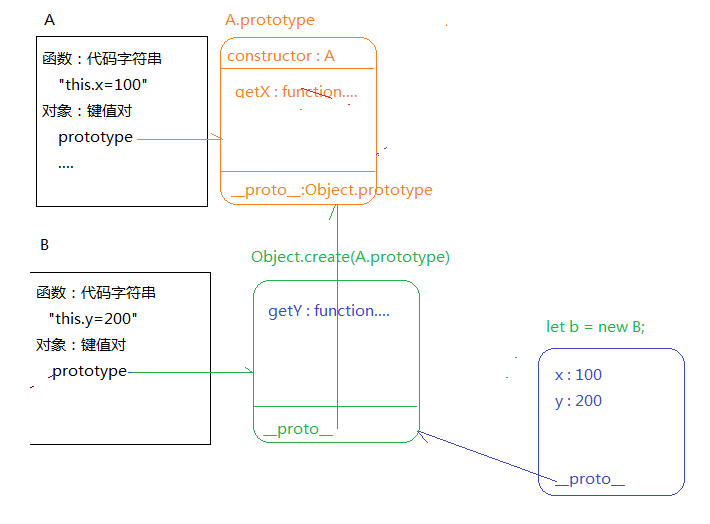 A
函数：代码字符串
"this.x=100"
对象：键值对
prototype
....
A.prototype
constructor : A
getX : function....
__proto__:Object.prototype
B
函数：代码字符串
"this.y=200"
对象：键值对
prototype
Object.create(A.prototype)
getY : function....
__proto__
let b = new B;
x : 100
y : 200
__proto__